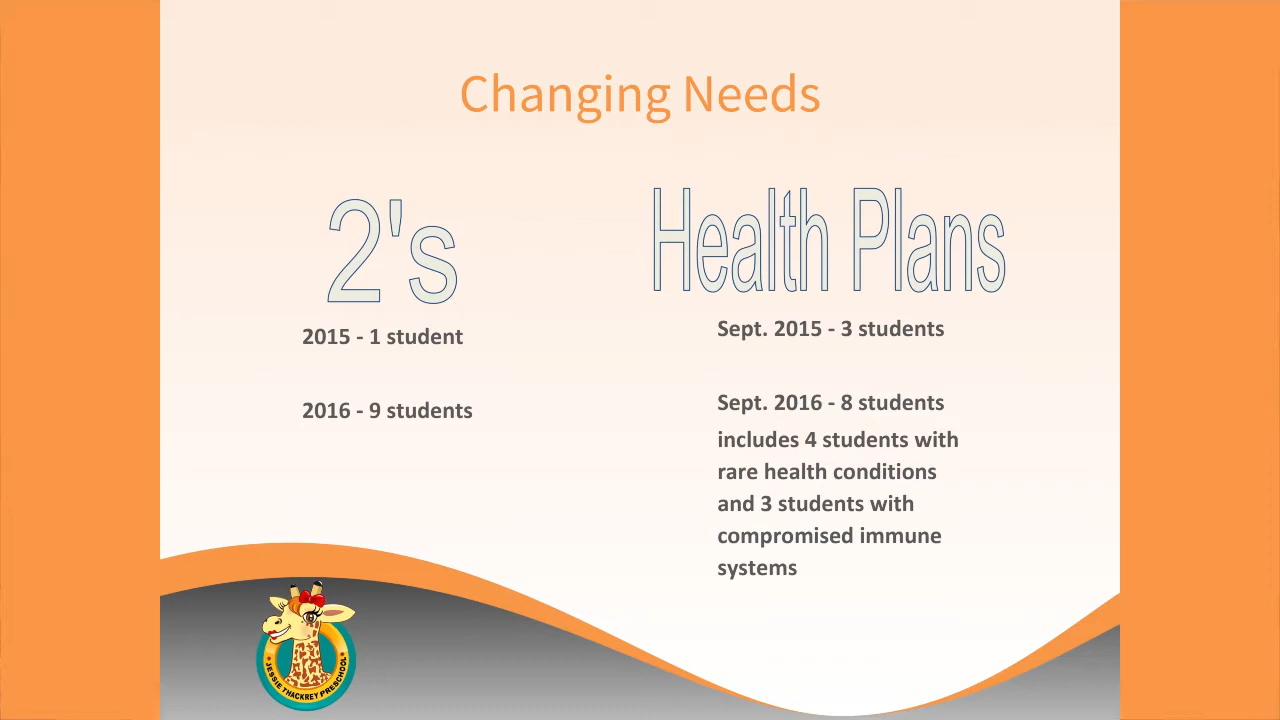 Changing Needs
2's
2015 - 1 student
2016 - 9 students
Health Plans
Sept. 2015 - 3 students
Sept. 2016 - 8 students
includes 4 students with
rare health conditions
and 3 students with
compromised immune
systems
JESSIE THACKREY PRESCHOOL